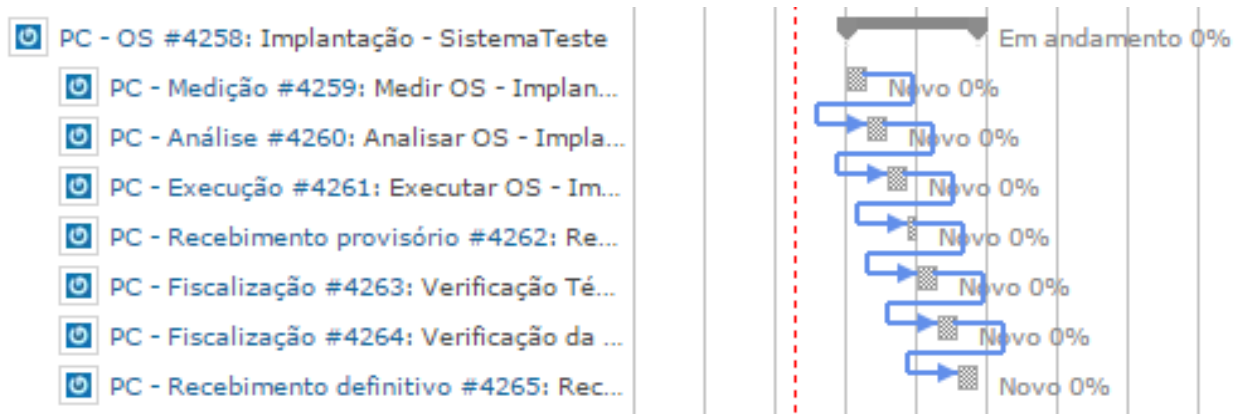 PC - OS #4258: Implantação - SistemaTeste Em andamento 0%
PC - Medição #4259: Medir OS - Implan... Novo 0%
PC - Análise #4260: Analisar OS - Impla... Novo 0%
PC - Execução #4261: Executar OS - Im... Novo 0%
PC - Recebimento provisório #4262: Re... Novo 0%
PC - Fiscalização #4263: Verificação Té... Novo 0%
PC - Fiscalização #4264: Verificação da ... Novo 0%
PC - Recebimento definitivo #4265: Rec... Novo 0%